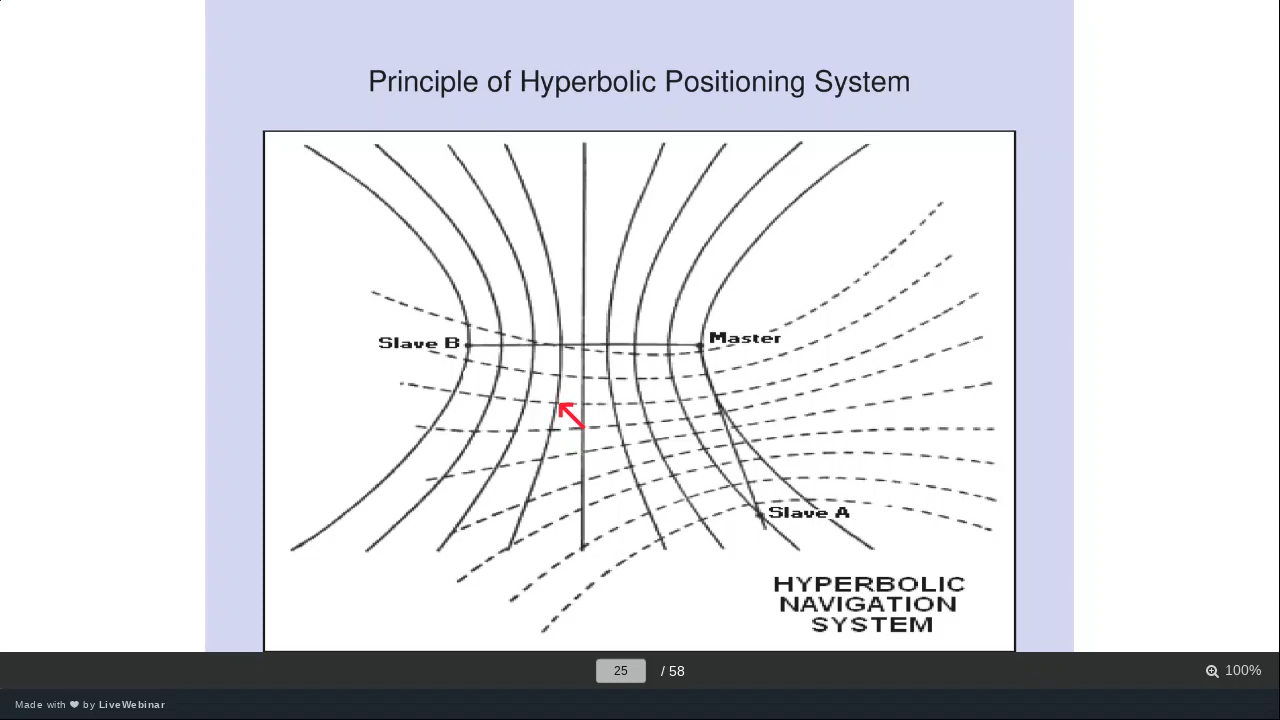 Principle of Hyperbolic Positioning System
Slave B
Master
Slave A
HYPERBOLIC
NAVIGATION
SYSTEM
25 / 58
100%
Made with ❤ by LiveWebinar